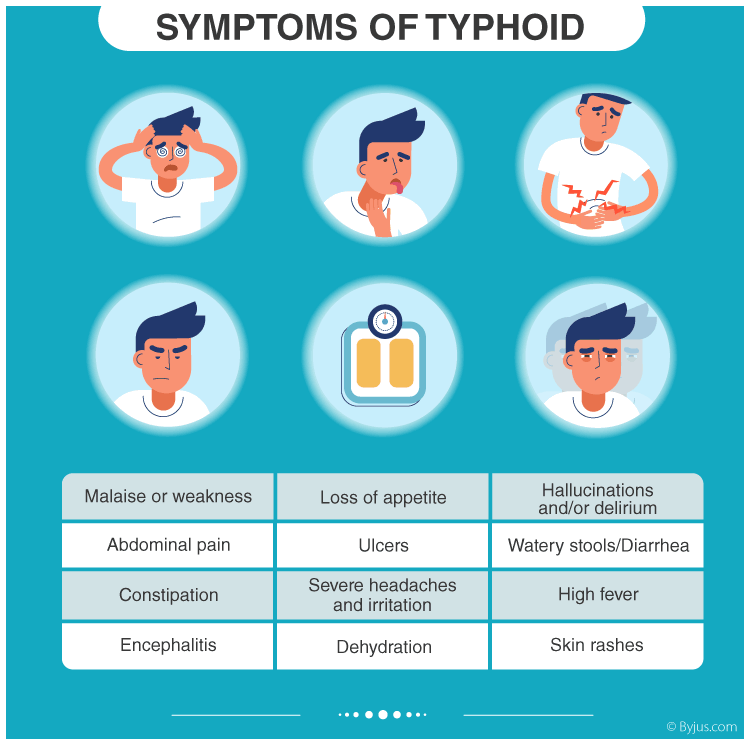 SYMPTOMS OF TYPHOID
Malaise or weakness
Loss of appetite
Hallucinations
and/or delirium
Abdominal pain
Ulcers
Watery stools/Diarrhea
Constipation
Severe headaches
and irritation
High fever
Encephalitis
Dehydration
Skin rashes
© Byjus.com